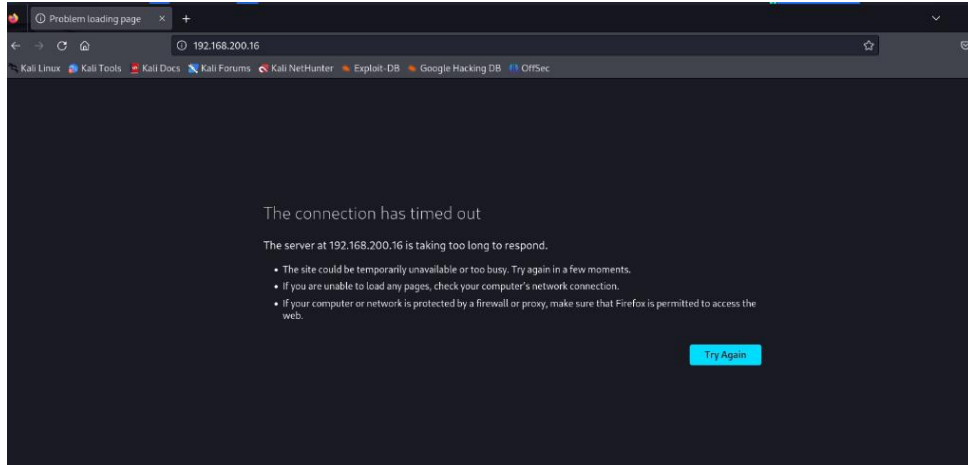 Problem loading page
192.168.200.16
Kali Linux Kali Tools Kali Docs Kali Forums Kali NetHunter Exploit-DB Google Hacking DB OffSec
The connection has timed out
The server at 192.168.200.16 is taking too long to respond.
• The site could be temporarily unavailable or too busy. Try again in a few moments.
• If you are unable to load any pages, check your computer's network connection.
• If your computer or network is protected by a firewall or proxy, make sure that Firefox is permitted to access the
web.
Try Again